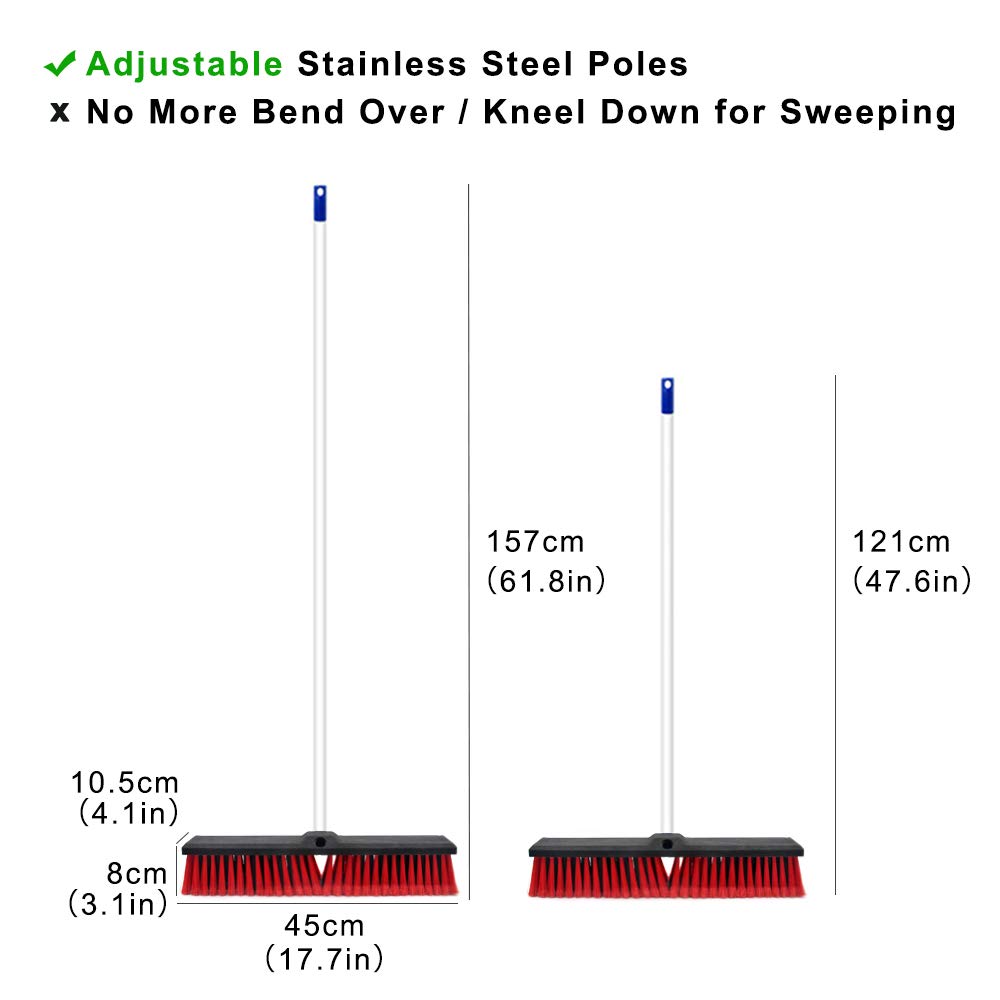 ✓ Adjustable Stainless Steel Poles
x No More Bend Over / Kneel Down for Sweeping
157cm
(61.8in)
121cm
(47.6in)
10.5cm
(4.1in)
8cm
(3.1in)
45cm
(17.7in)